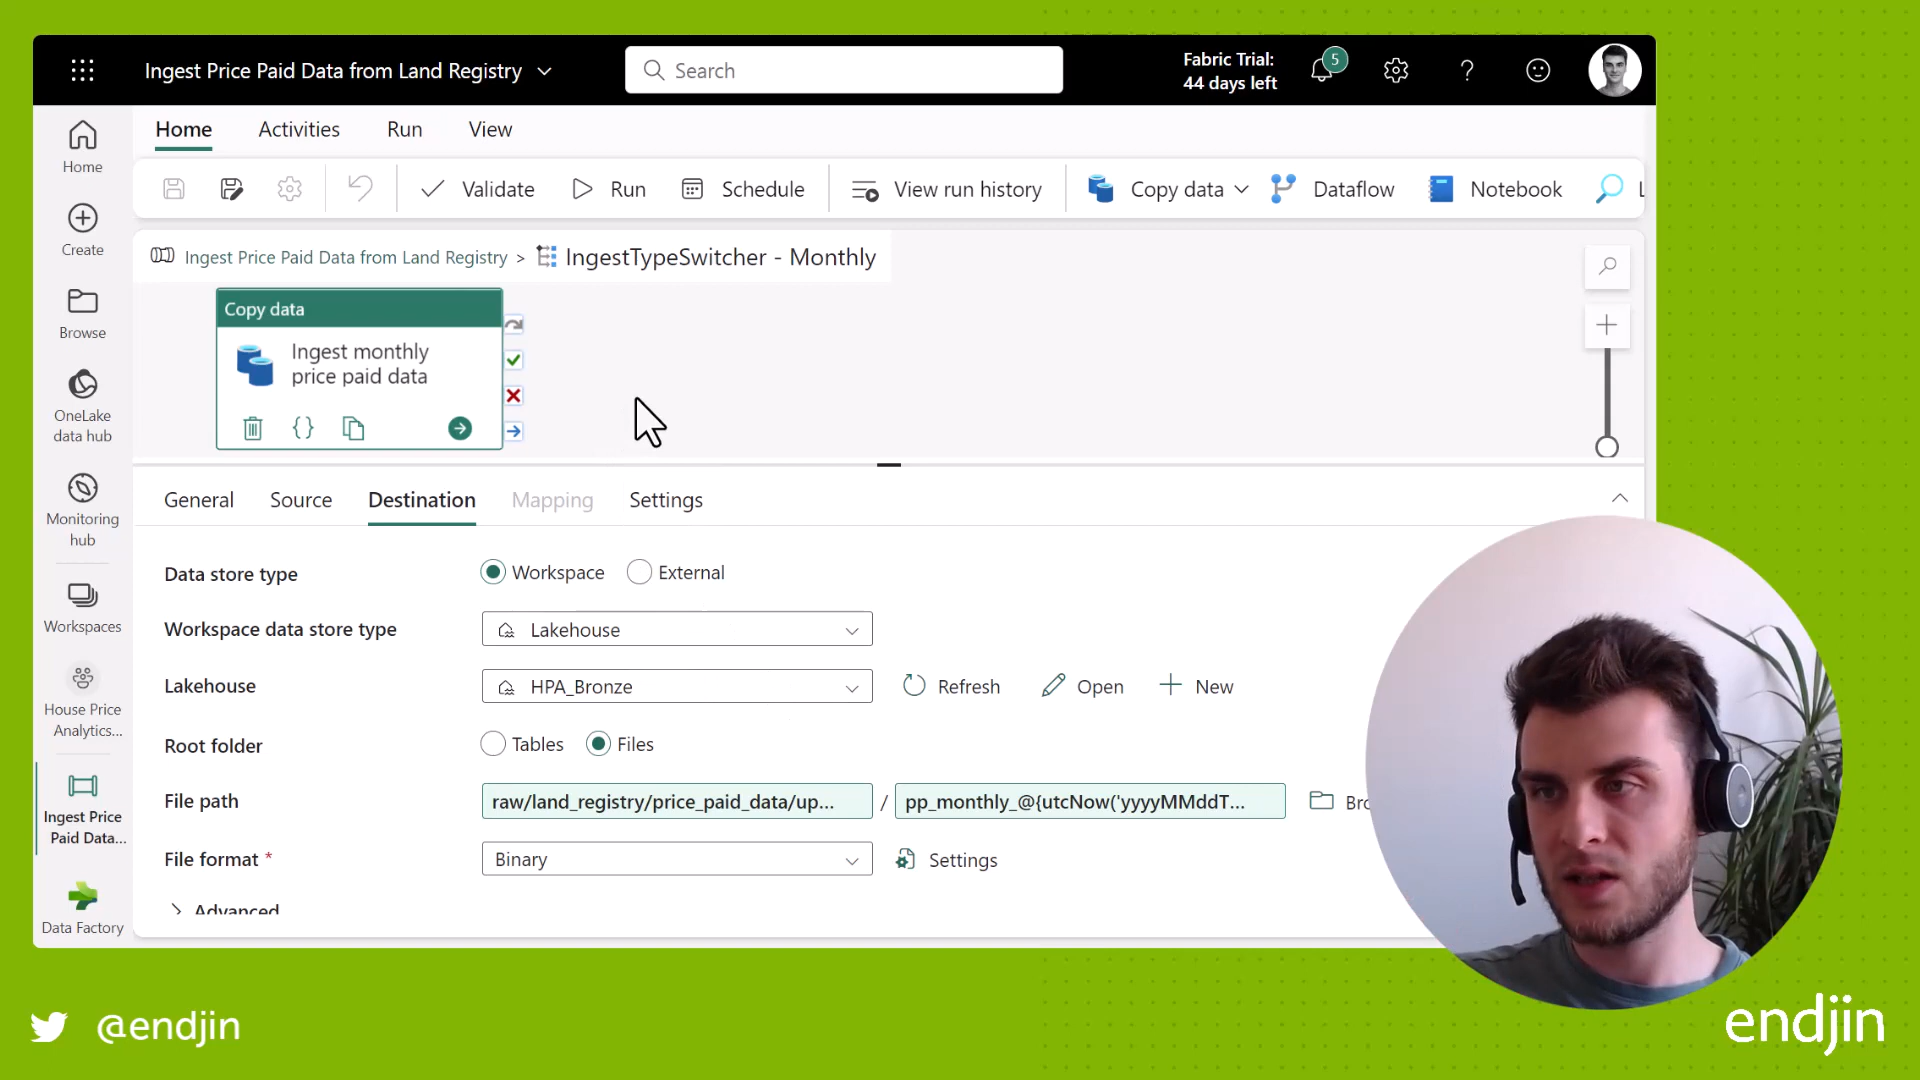 Ingest Price Paid Data from Land Registry
Search
Fabric Trial:
44 days left
5
Home
Activities
Run
View
Validate
Run
Schedule
View run history
Copy data
Dataflow
Notebook
L
Home
Create
Browse
OneLake
data hub
Monitoring
hub
Workspaces
House Price
Analytics...
Ingest Price
Paid Data...
Data Factory
Ingest Price Paid Data from Land Registry > IngestTypeSwitcher - Monthly
Copy data
Ingest monthly
price paid data
{}
General
Source
Destination
Mapping
Settings
Data store type
Workspace
External
Workspace data store type
Lakehouse
Lakehouse
HPA_Bronze
Refresh
Open
New
Root folder
Tables
Files
File path
raw/land_registry/price_paid_data/up...
/
pp_monthly_@{utcNow('yyyyMMddT...
Bro
File format *
Binary
Settings
Advanced
@endjin
endjin